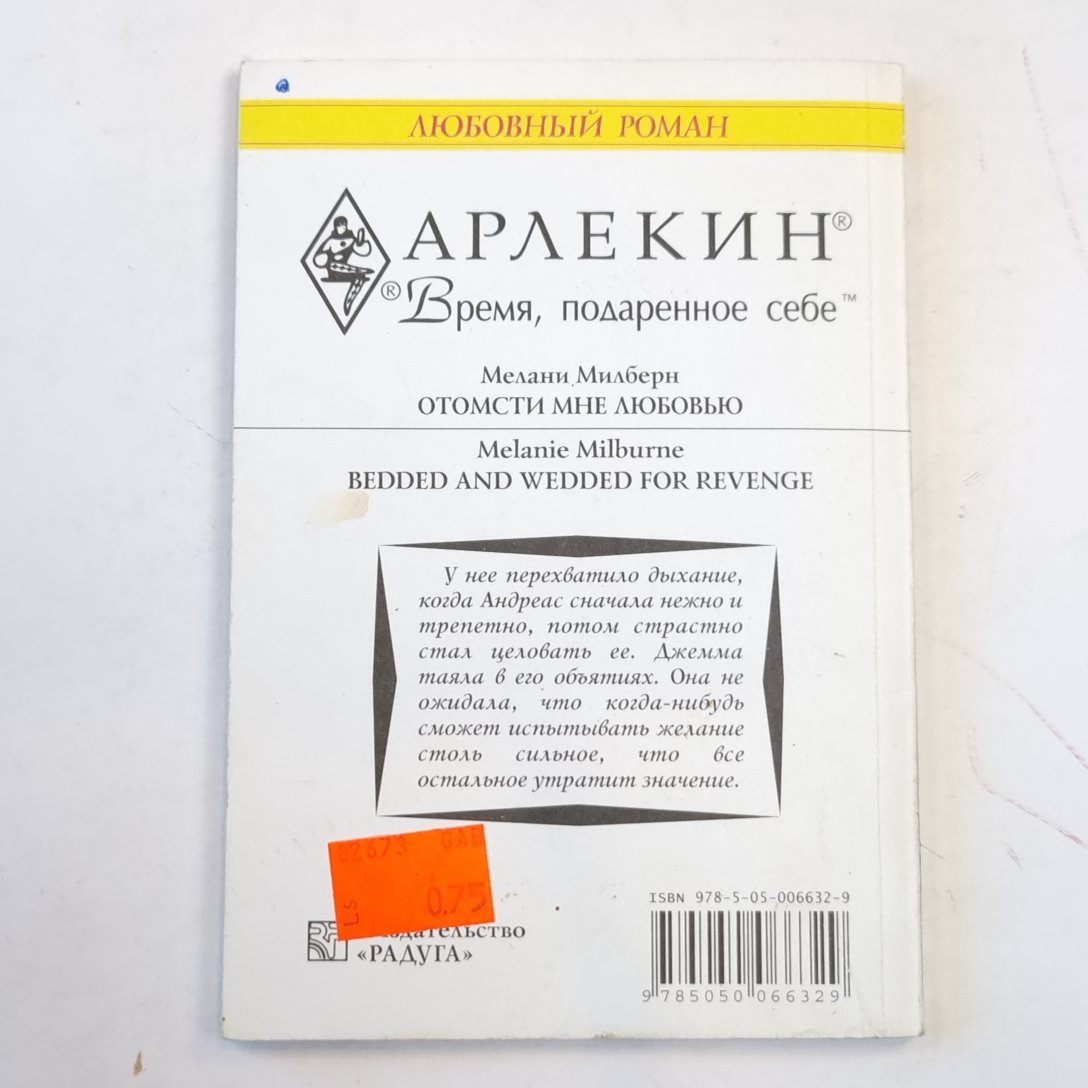 ЛЮБОВНЫЙ РОМАН
АРЛЕКИН®
® Время, подаренное себе™
Мелани Милберн
ОТОМСТИ МНЕ ЛЮБОВЬЮ
Melanie Milburne
BEDDED AND WEDDED FOR REVENGE
У нее перехватило дыхание,
когда Андреас сначала нежно и
трепетно, потом страстно
стал целовать ее. Джемма
таяла в его объятиях. Она не
ожидала, что когда-нибудь
сможет испытывать желание
столь сильное, что все
остальное утратит значение.
62673 GAB
LS 0.75
«РАДУГА»
ISBN 978-5-05-006632-9
9 785050 066329